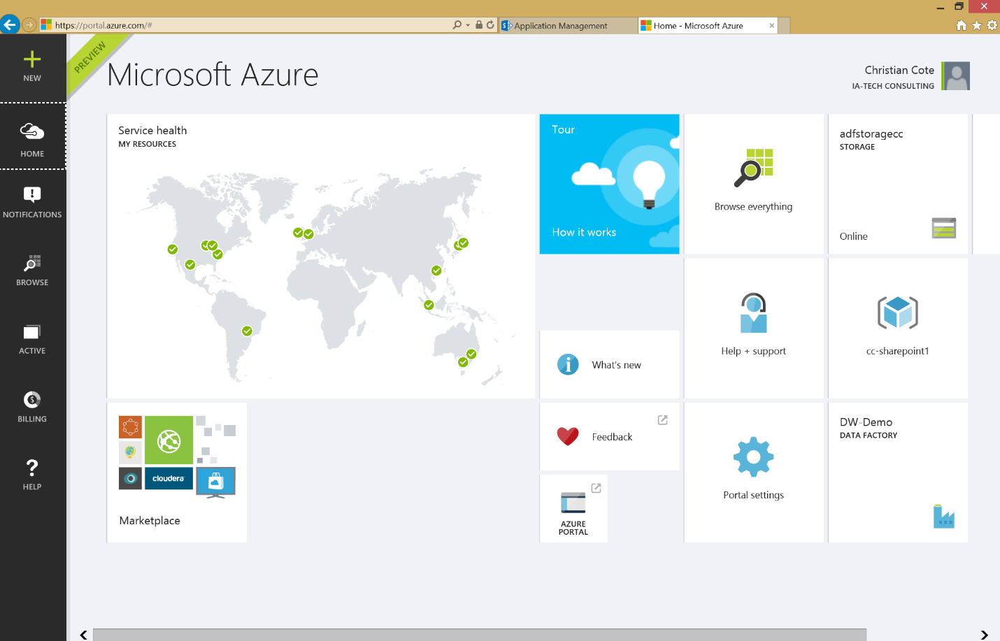 https://portal.azure.com/#
Application Management
Home - Microsoft Azure
NEW
HOME
NOTIFICATIONS
BROWSE
ACTIVE
BILLING
HELP
PREVIEW
Microsoft Azure
Christian Cote
IA-TECH CONSULTING
Service health
MY RESOURCES
Tour
How it works
Browse everything
adfstoragecc
STORAGE
Online
What's new
Help + support
cc-sharepoint1
cloudera
Marketplace
Feedback
AZURE
PORTAL
Portal settings
DW-Demo
DATA FACTORY